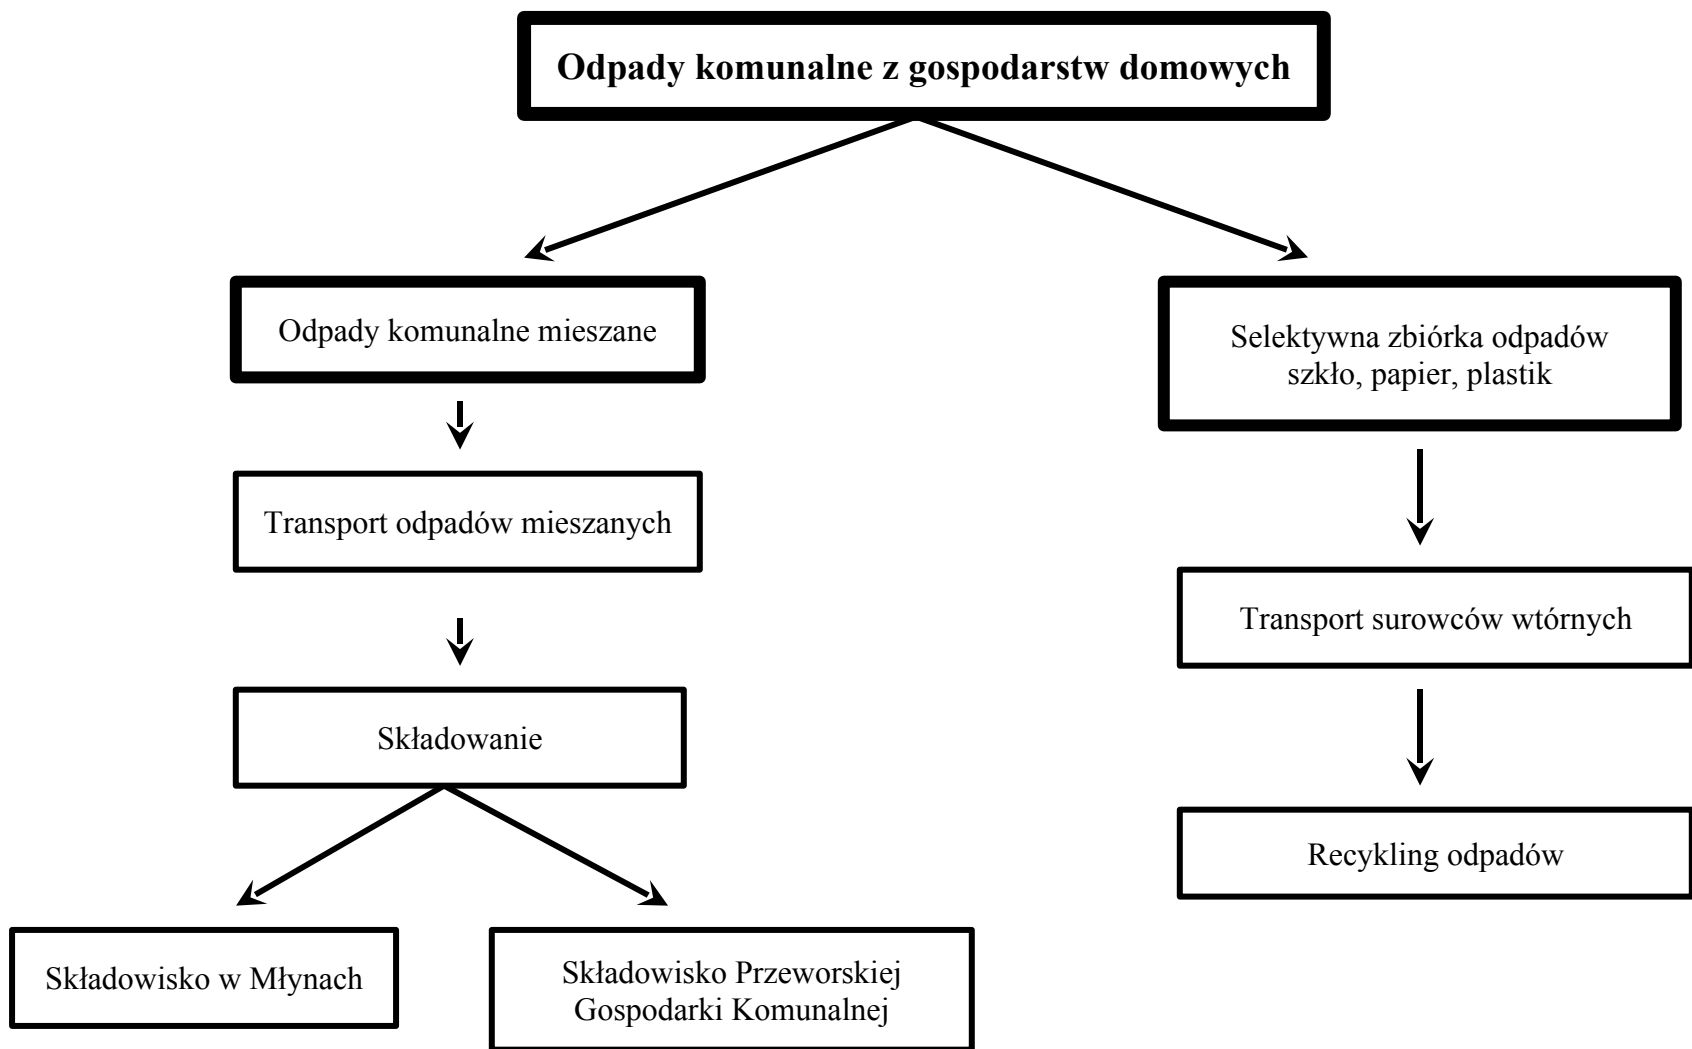 Odpady komunalne z gospodarstw domowych
Odpady komunalne mieszane
Selektywna zbiórka odpadów
szkło, papier, plastik
Transport odpadów mieszanych
Transport surowców wtórnych
Składowanie
Recykling odpadów
Składowisko w Młynach
Składowisko Przeworskiej
Gospodarki Komunalnej